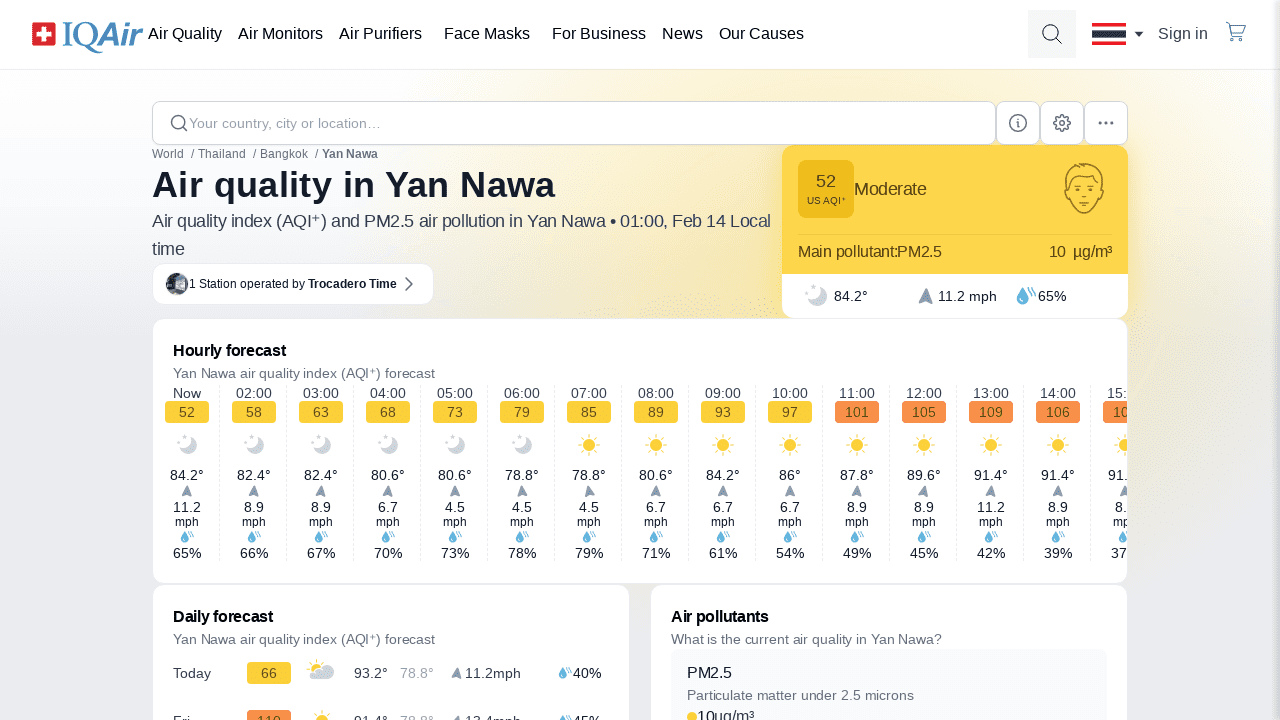 IQAir Air Quality Air Monitors Air Purifiers Face Masks For Business News Our Causes Sign in
Your country, city or location…
World / Thailand / Bangkok / Yan Nawa
Air quality in Yan Nawa
Air quality index (AQI⁺) and PM2.5 air pollution in Yan Nawa • 01:00, Feb 14 Local
time
1 Station operated by Trocadero Time
52
US AQI⁺
Moderate
Main pollutant:PM2.5 10 µg/m³
84.2° 11.2 mph 65%
Hourly forecast
Yan Nawa air quality index (AQI⁺) forecast
Now 02:00 03:00 04:00 05:00 06:00 07:00 08:00 09:00 10:00 11:00 12:00 13:00 14:00
52 58 63 68 73 79 85 89 93 97 101 105 109 106
84.2° 82.4° 82.4° 80.6° 80.6° 78.8° 78.8° 80.6° 84.2° 86° 87.8° 89.6° 91.4° 91.4°
11.2 8.9 8.9 6.7 4.5 4.5 4.5 6.7 6.7 6.7 8.9 8.9 11.2 8.9
mph mph mph mph mph mph mph mph mph mph mph mph mph mph
65% 66% 67% 70% 73% 78% 79% 71% 61% 54% 49% 45% 42% 39%
Daily forecast
Yan Nawa air quality index (AQI⁺) forecast
Today 66 93.2° 78.8° 11.2mph 40%
Fri 110 91.4° 78.8° 13.4mph 45%
Air pollutants
What is the current air quality in Yan Nawa?
PM2.5
Particulate matter under 2.5 microns
10µg/m³